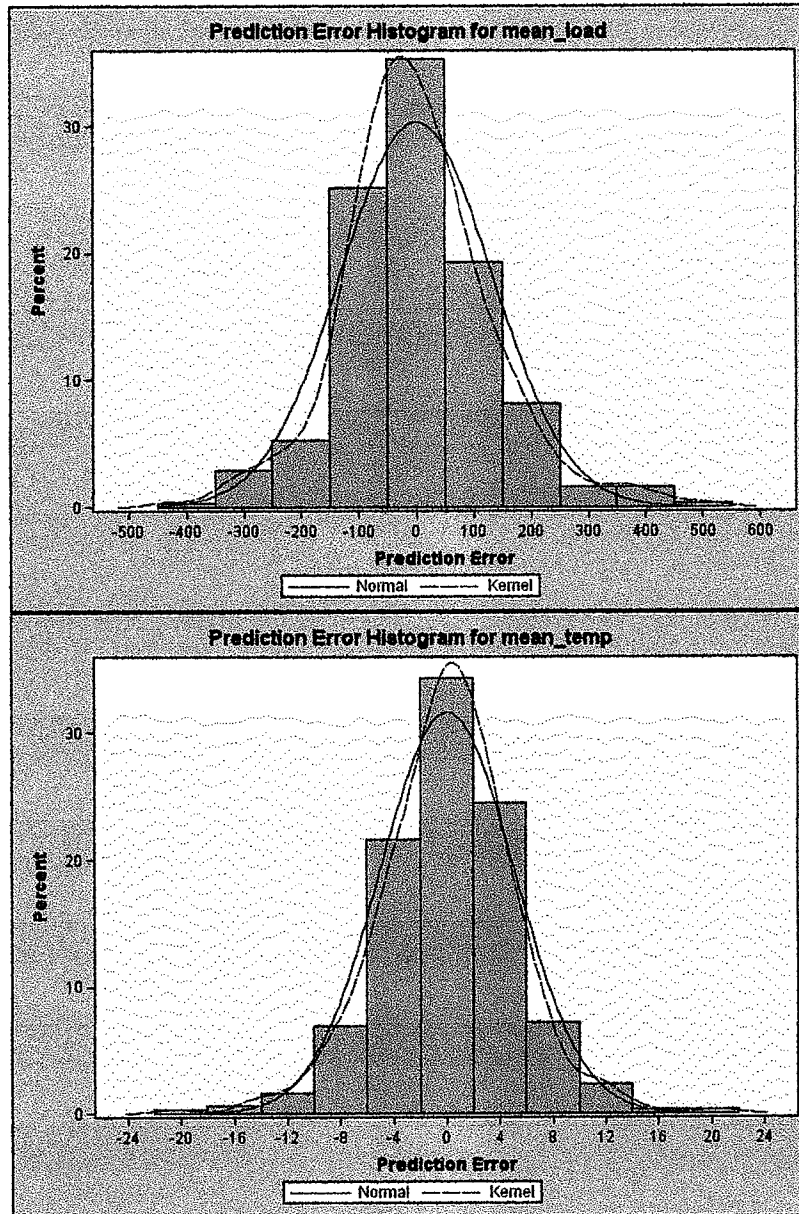 Prediction Error Histogram for mean_load
Percent
30
20
10
0
-500 -400 -300 -200 -100 0 100 200 300 400 500 600
Prediction Error
Normal Kernel
Prediction Error Histogram for mean_temp
Percent
30
20
10
0
-24 -20 -16 -12 -8 -4 0 4 8 12 16 20 24
Prediction Error
Normal Kernel